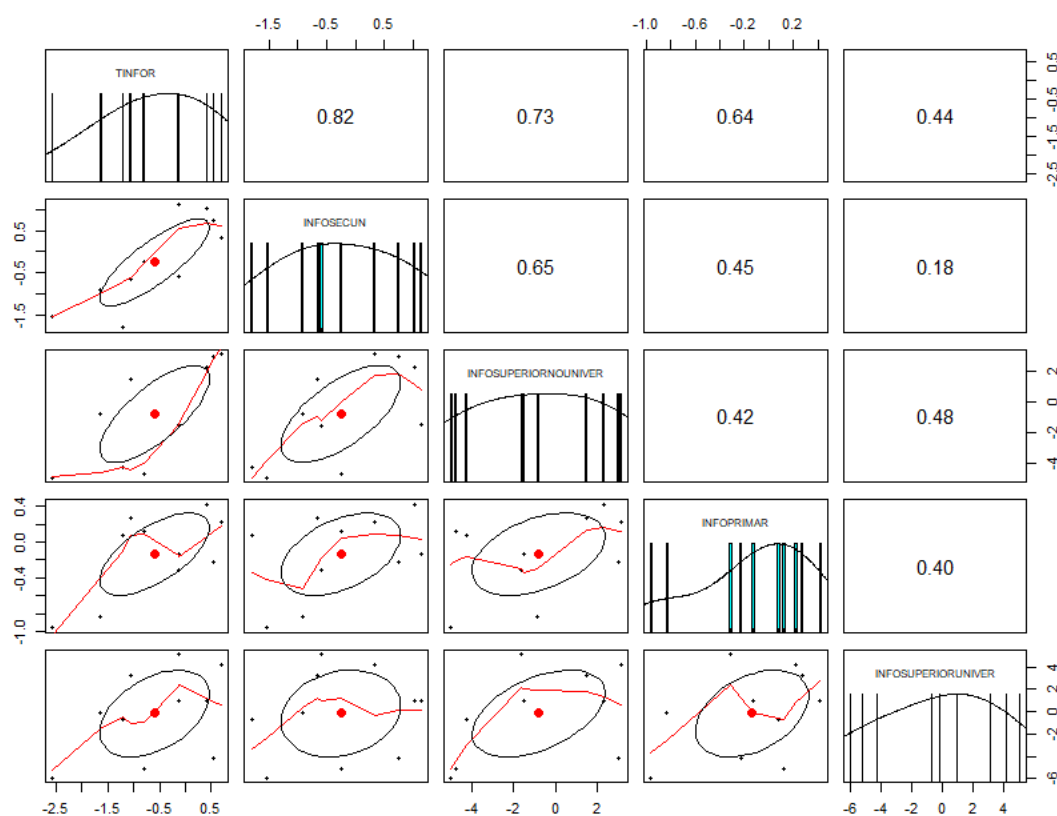 -1.5 -0.5 0.5 -1.0 -0.4 0.2
TINFOR
0.82 0.73 0.64 0.44
-2.5 -1.5 -0.5 0.5
INFOSECUN
-1.5 -0.5 0.5
0.65 0.45 0.18
INFOSUPERIORNOUNIVER
0.42 0.48
-4 -2 0 2
INFOPRIMAR
-1.0 -0.4 0.0 0.4
0.40
INFOSUPERIORUNIVER
-6 -4 -2 0 2 4
-2.5 -1.5 -0.5 0.5 -4 -2 0 2 -6 -4 -2 0 2 4